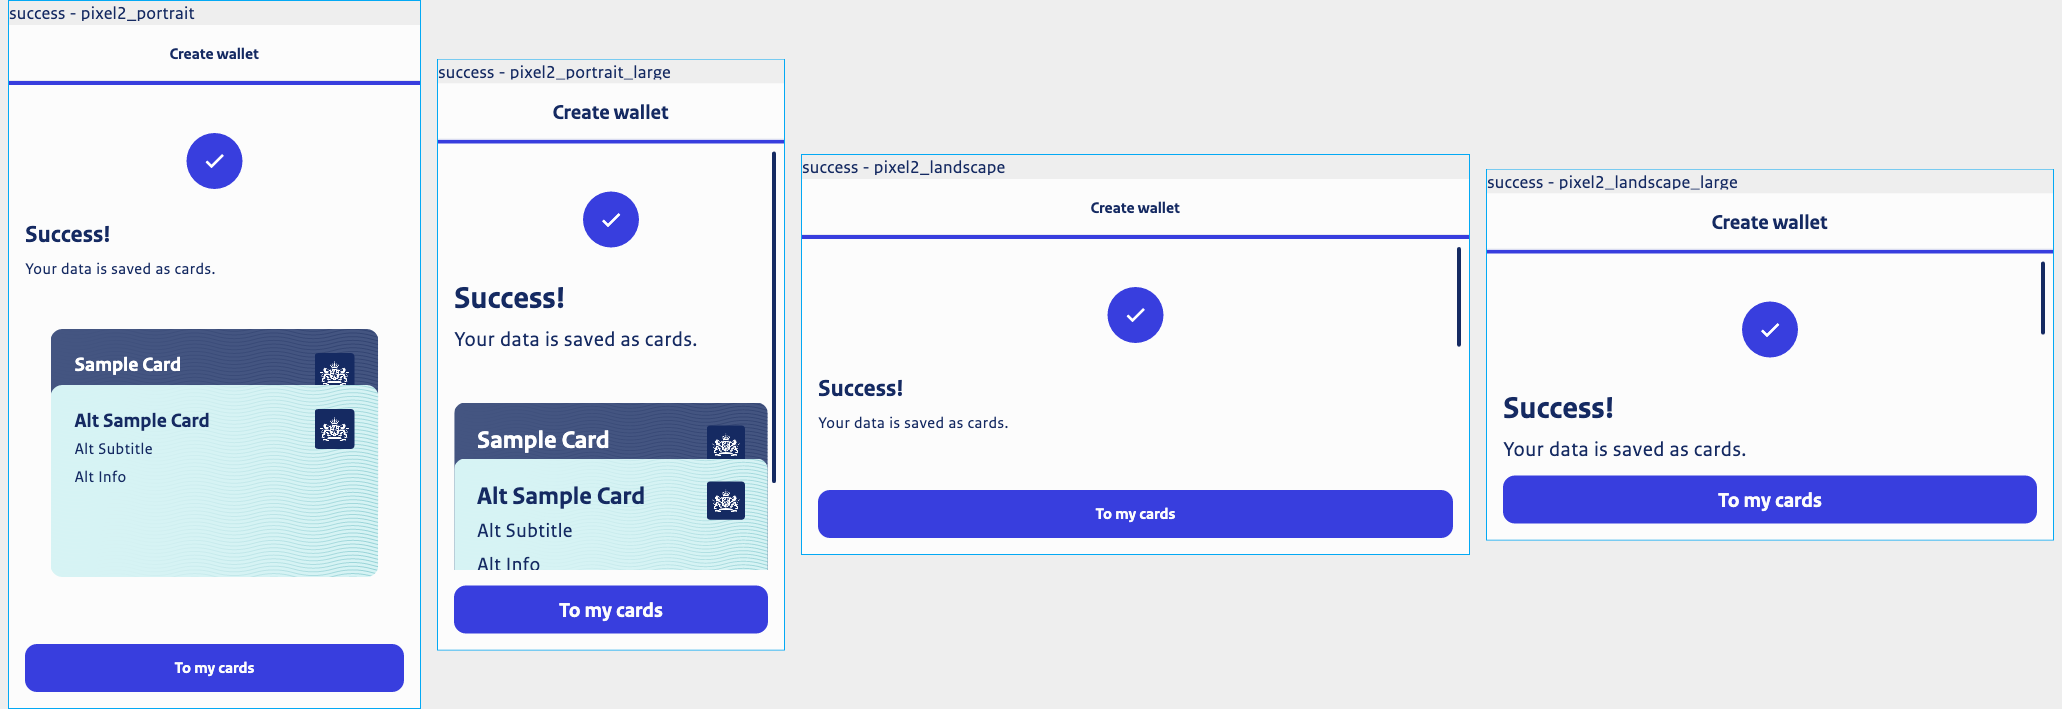 success - pixel2_portrait
Create wallet
Success!
Your data is saved as cards.
Sample Card
Alt Sample Card
Alt Subtitle
Alt Info
To my cards
success - pixel2_portrait_large
Create wallet
Success!
Your data is saved as cards.
Sample Card
Alt Sample Card
Alt Subtitle
Alt Info
To my cards
success - pixel2_landscape
Create wallet
Success!
Your data is saved as cards.
To my cards
success - pixel2_landscape_large
Create wallet
Success!
Your data is saved as cards.
To my cards